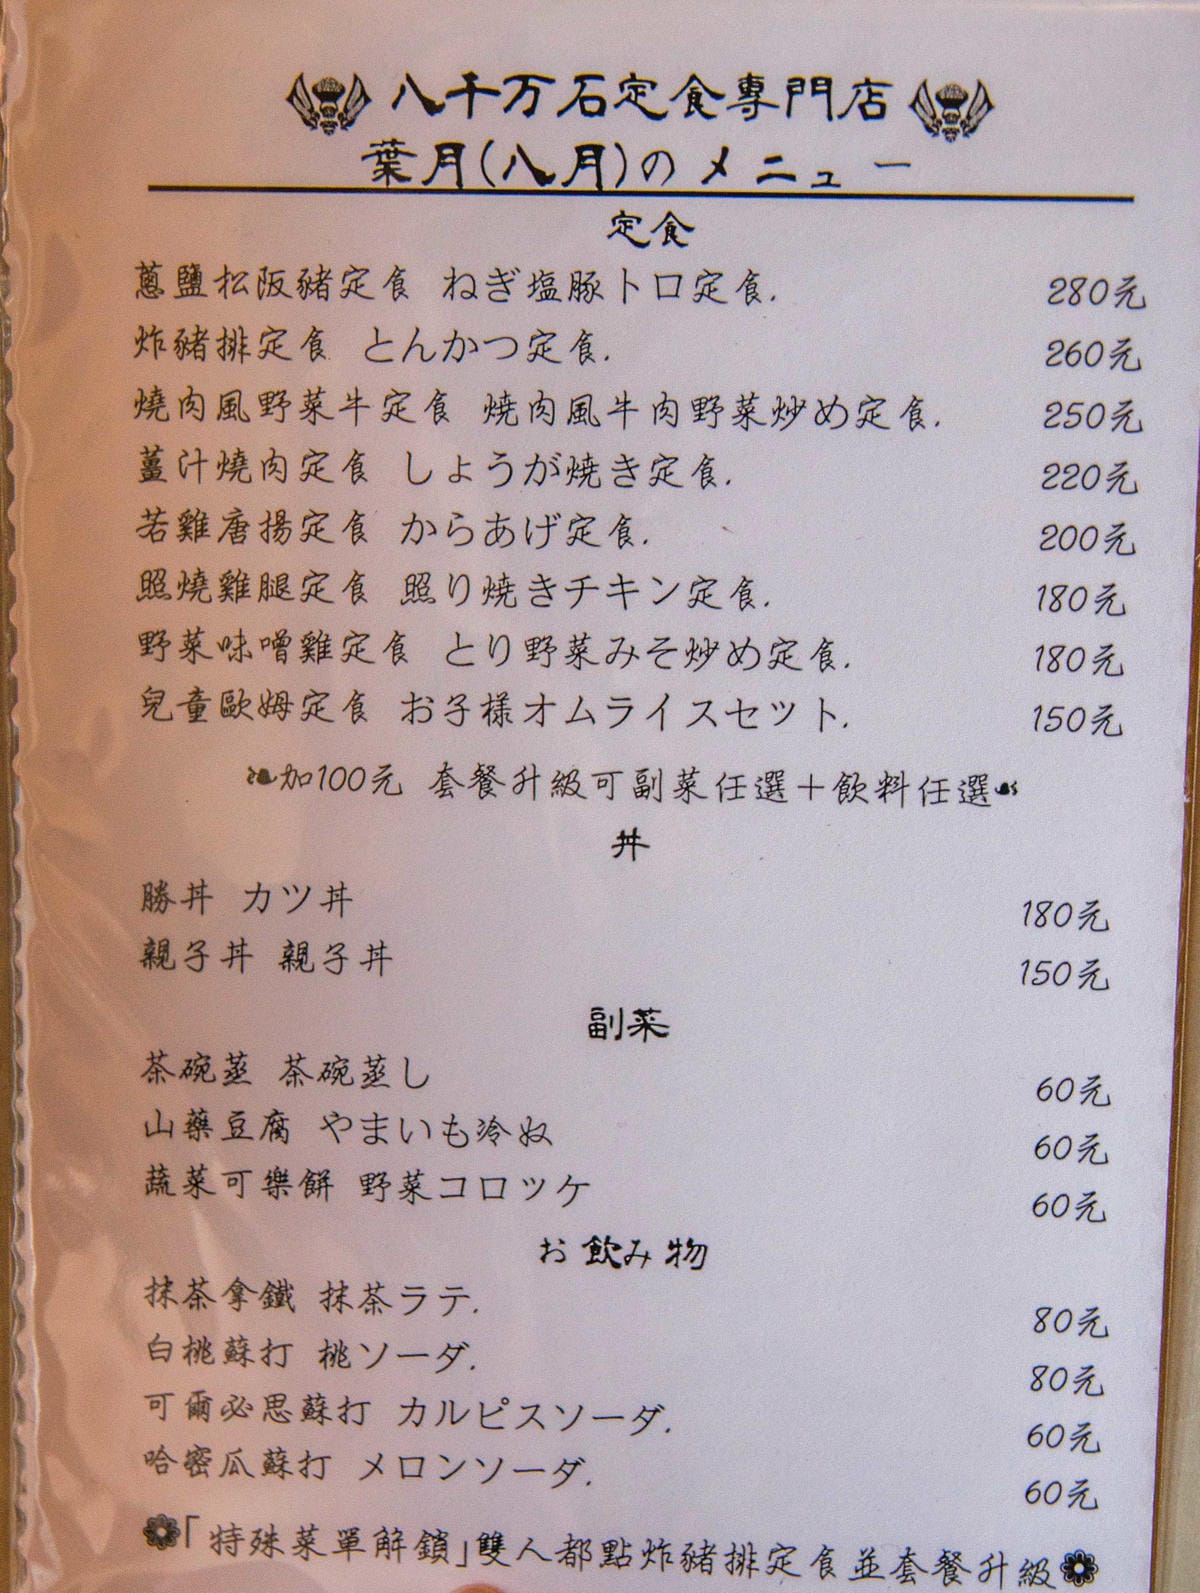 八千万石定食專門店
葉月(八月)のメニュー
定食
蔥鹽松阪豬定食 ねぎ塩豚トロ定食. 280元
炸豬排定食 とんかつ定食. 260元
燒肉風野菜牛定食 焼肉風牛肉野菜炒め定食. 250元
薑汁燒肉定食 しょうが焼き定食. 220元
若雞唐揚定食 からあげ定食. 200元
照燒雞腿定食 照り焼きチキン定食. 180元
野菜味噌雞定食 とり野菜みそ炒め定食. 180元
兒童歐姆定食 お子様オムライスセット. 150元
加100元 套餐升級可副菜任選＋飲料任選
丼
勝丼 カツ丼 180元
親子丼 親子丼 150元
副菜
茶碗蒸 茶碗蒸し 60元
山藥豆腐 やまいも冷奴 60元
蔬菜可樂餅 野菜コロッケ 60元
お飲み物
抹茶拿鐵 抹茶ラテ. 80元
白桃蘇打 桃ソーダ. 80元
可爾必思蘇打 カルピスソーダ. 60元
哈密瓜蘇打 メロンソーダ. 60元
「特殊菜單解鎖」雙人都點炸豬排定食並套餐升級